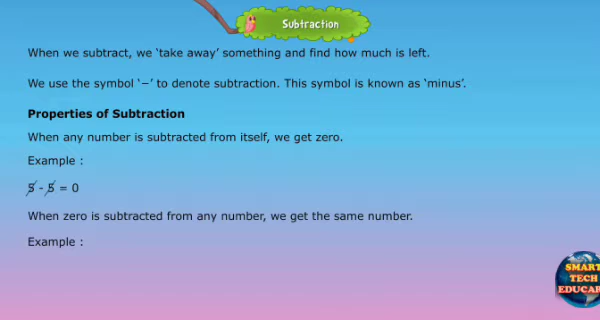 Subtraction
When we subtract, we ‘take away’ something and find how much is left.
We use the symbol ‘−’ to denote subtraction. This symbol is known as ‘minus’.
Properties of Subtraction
When any number is subtracted from itself, we get zero.
Example :
5 - 5 = 0
When zero is subtracted from any number, we get the same number.
Example :
SMART
TECH